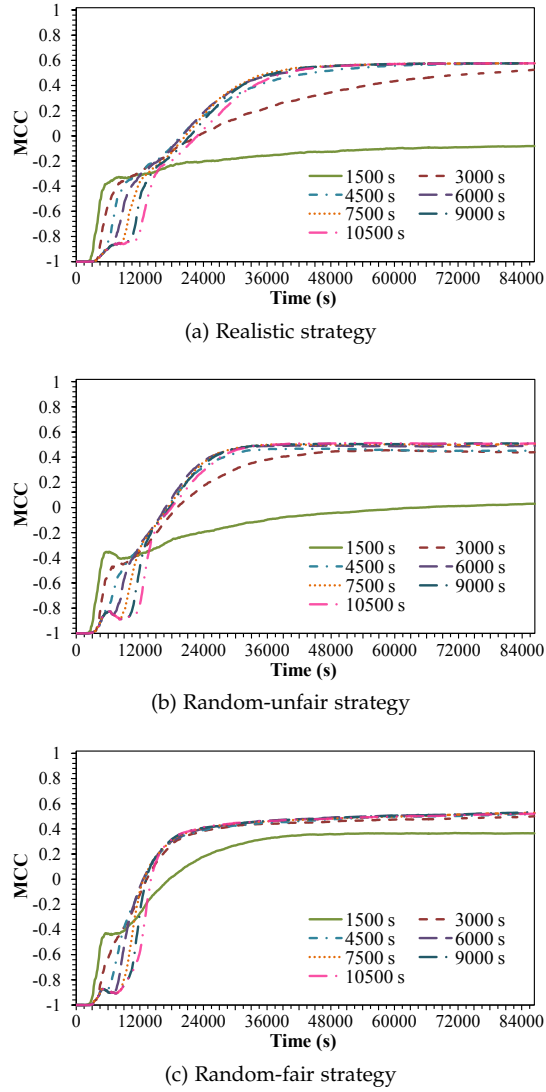 1
0.8
0.6
0.4
0.2
0
-0.2
-0.4
-0.6
-0.8
-1
MCC
1500 s 3000 s
4500 s 6000 s
7500 s 9000 s
10500 s
0 12000 24000 36000 48000 60000 72000 84000
Time (s)
(a) Realistic strategy
1
0.8
0.6
0.4
0.2
0
-0.2
-0.4
-0.6
-0.8
-1
MCC
1500 s 3000 s
4500 s 6000 s
7500 s 9000 s
10500 s
0 12000 24000 36000 48000 60000 72000 84000
Time (s)
(b) Random-unfair strategy
1
0.8
0.6
0.4
0.2
0
-0.2
-0.4
-0.6
-0.8
-1
MCC
1500 s 3000 s
4500 s 6000 s
7500 s 9000 s
10500 s
0 12000 24000 36000 48000 60000 72000 84000
Time (s)
(c) Random-fair strategy